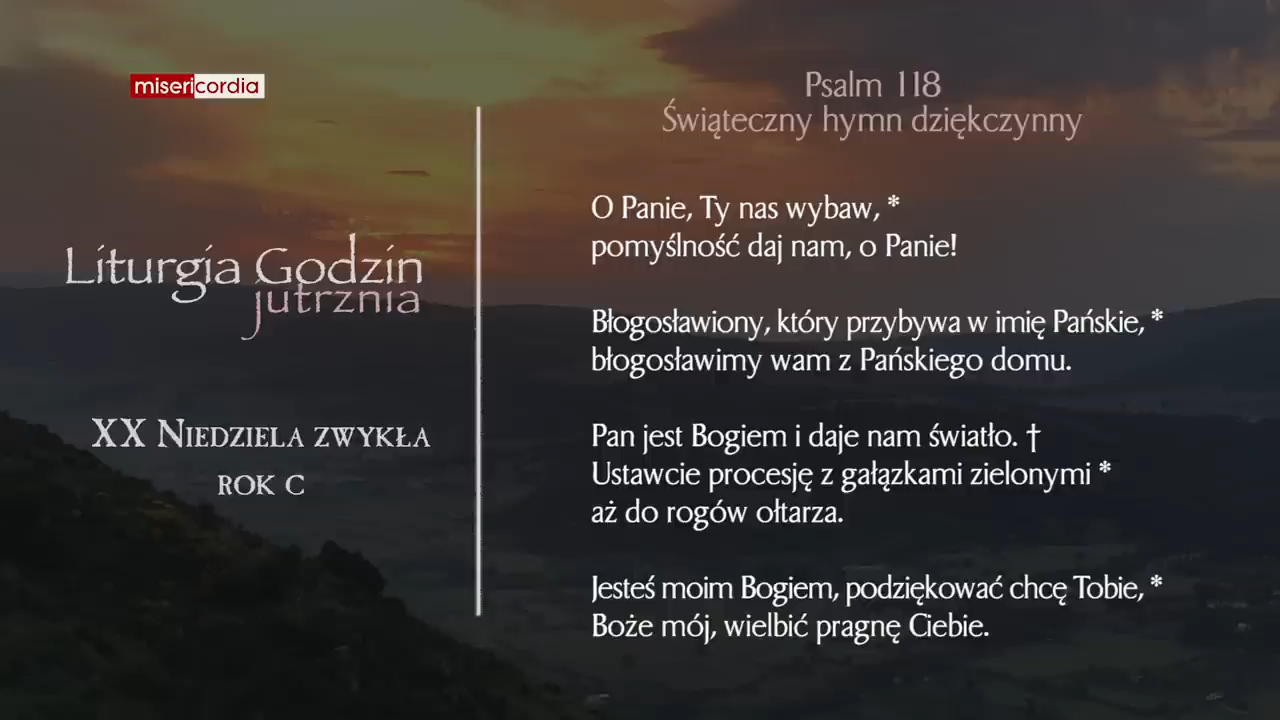 misericordia
Liturgia Godzin
jutrznia
XX Niedziela zwykła
rok C
Psalm 118
Świąteczny hymn dziękczynny
O Panie, Ty nas wybaw, *
pomyślność daj nam, o Panie!
Błogosławiony, który przybywa w imię Pańskie, *
błogosławimy wam z Pańskiego domu.
Pan jest Bogiem i daje nam światło. †
Ustawcie procesję z gałązkami zielonymi *
aż do rogów ołtarza.
Jesteś moim Bogiem, podziękować chcę Tobie, *
Boże mój, wielbić pragnę Ciebie.